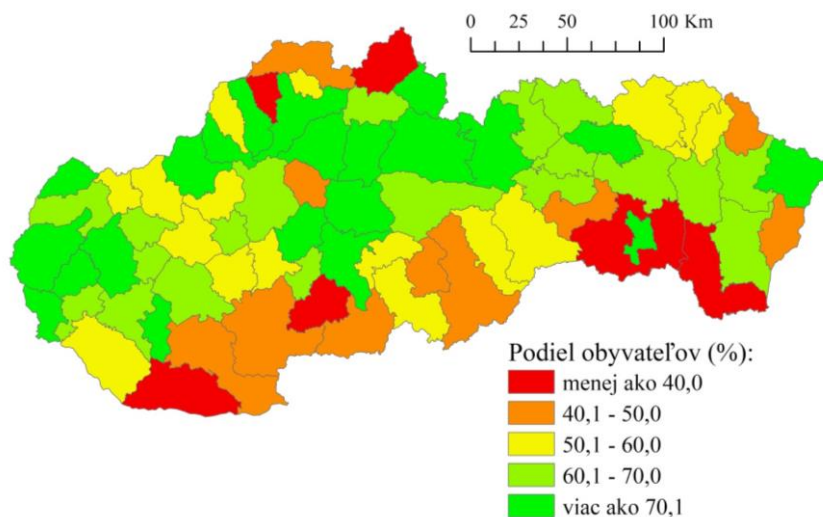 0 25 50 100 Km
Podiel obyvateľov (%):
menej ako 40,0
40,1 - 50,0
50,1 - 60,0
60,1 - 70,0
viac ako 70,1